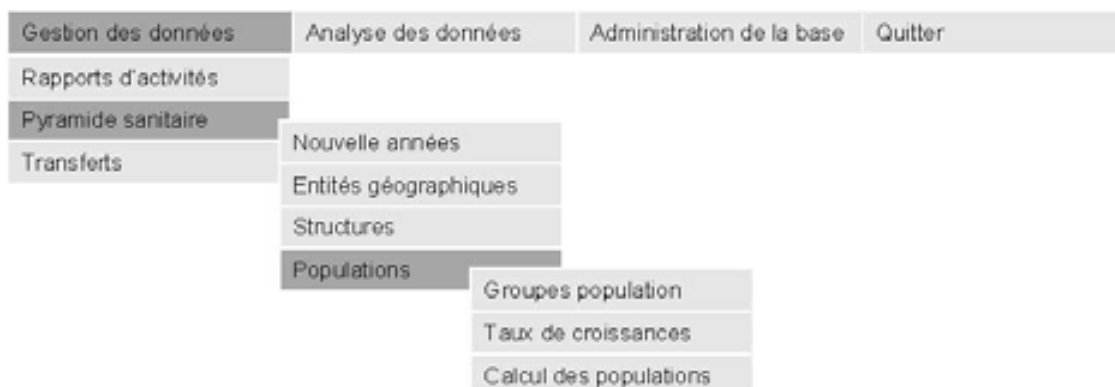 Gestion des données Analyse des données Administration de la base Quitter
Rapports d'activités
Pyramide sanitaire
Transferts
Nouvelle années
Entités géographiques
Structures
Populations
Groupes population
Taux de croissances
Calcul des populations